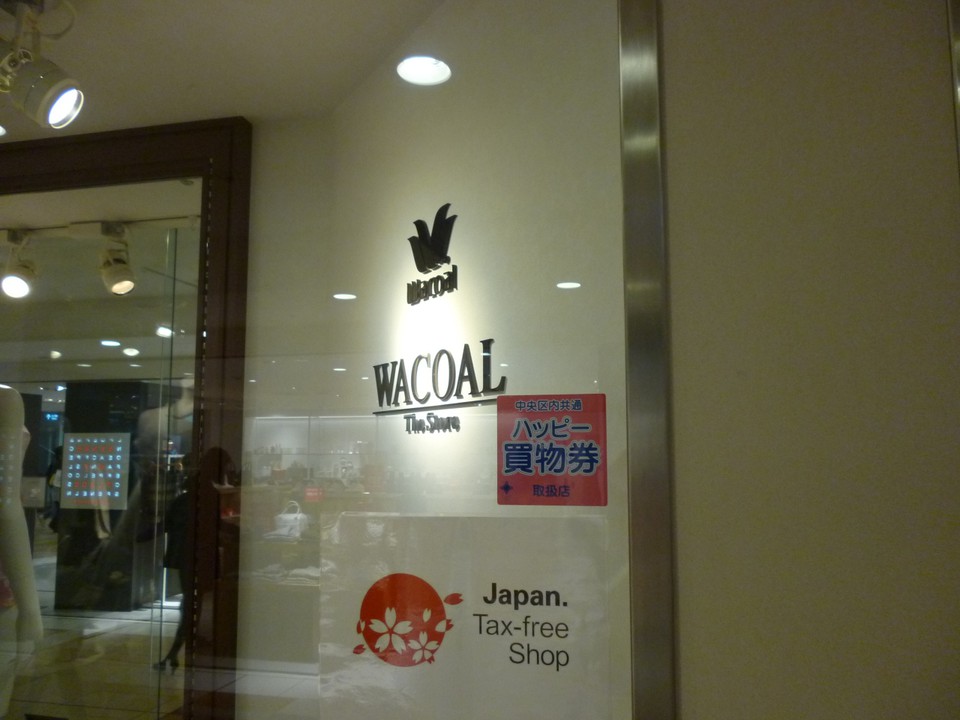 wacoal
WACOAL
The Store
中央区内共通
ハッピー
買物券
取扱店
Japan.
Tax-free
Shop